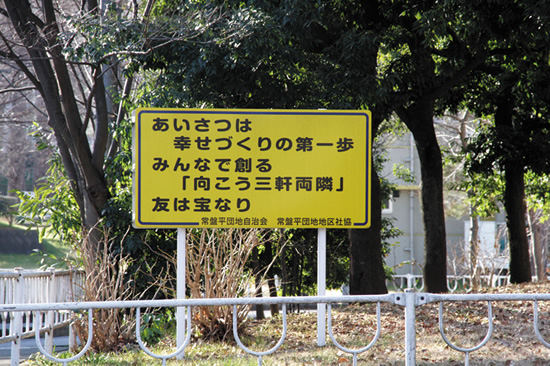 あいさつは
幸せづくりの第一歩
みんなで創る
「向こう三軒両隣」
友は宝なり
常盤平団地自治会　常盤平団地地区社協